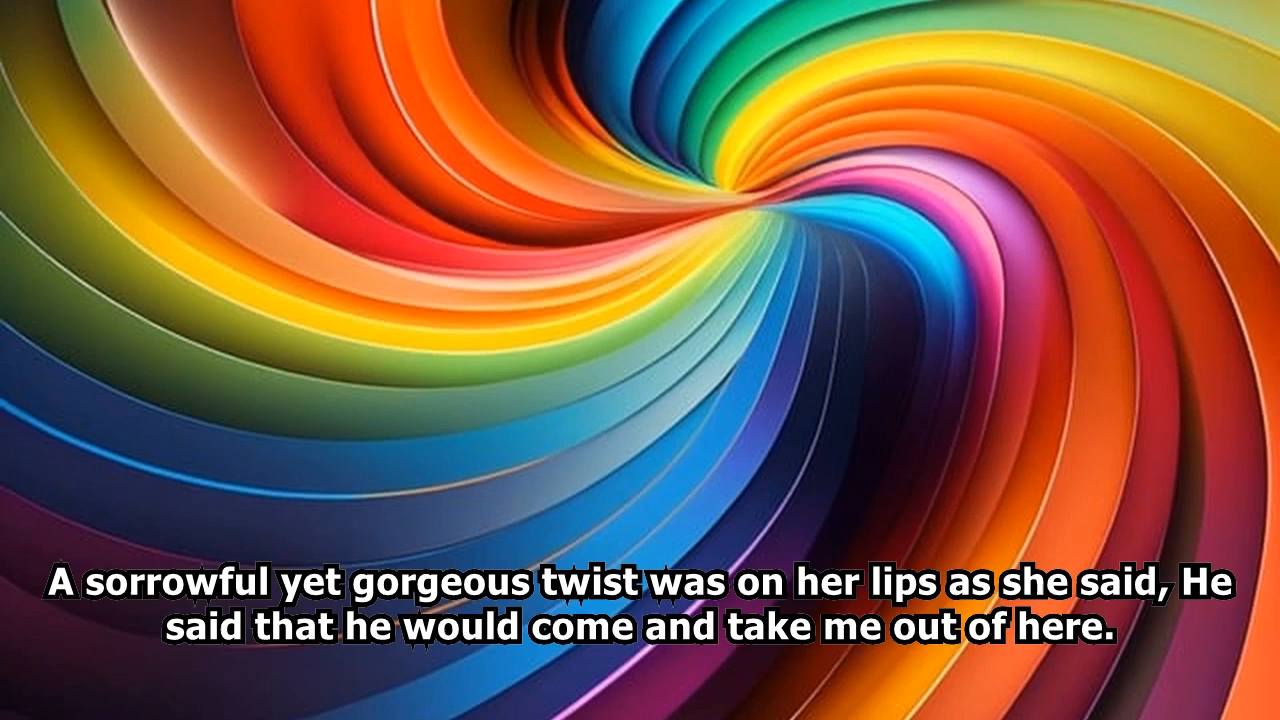 A sorrowful yet gorgeous twist was on her lips as she said, He
said that he would come and take me out of here.